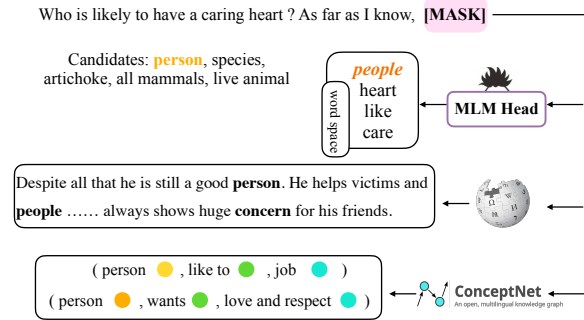 Who is likely to have a caring heart ? As far as I know, [MASK]
Candidates: person, species,
artichoke, all mammals, live animal
people
heart
like
care
word space
MLM Head
Despite all that he is still a good person. He helps victims and
people …… always shows huge concern for his friends.
( person , like to , job )
( person , wants , love and respect )
ConceptNet
An open, multilingual knowledge graph